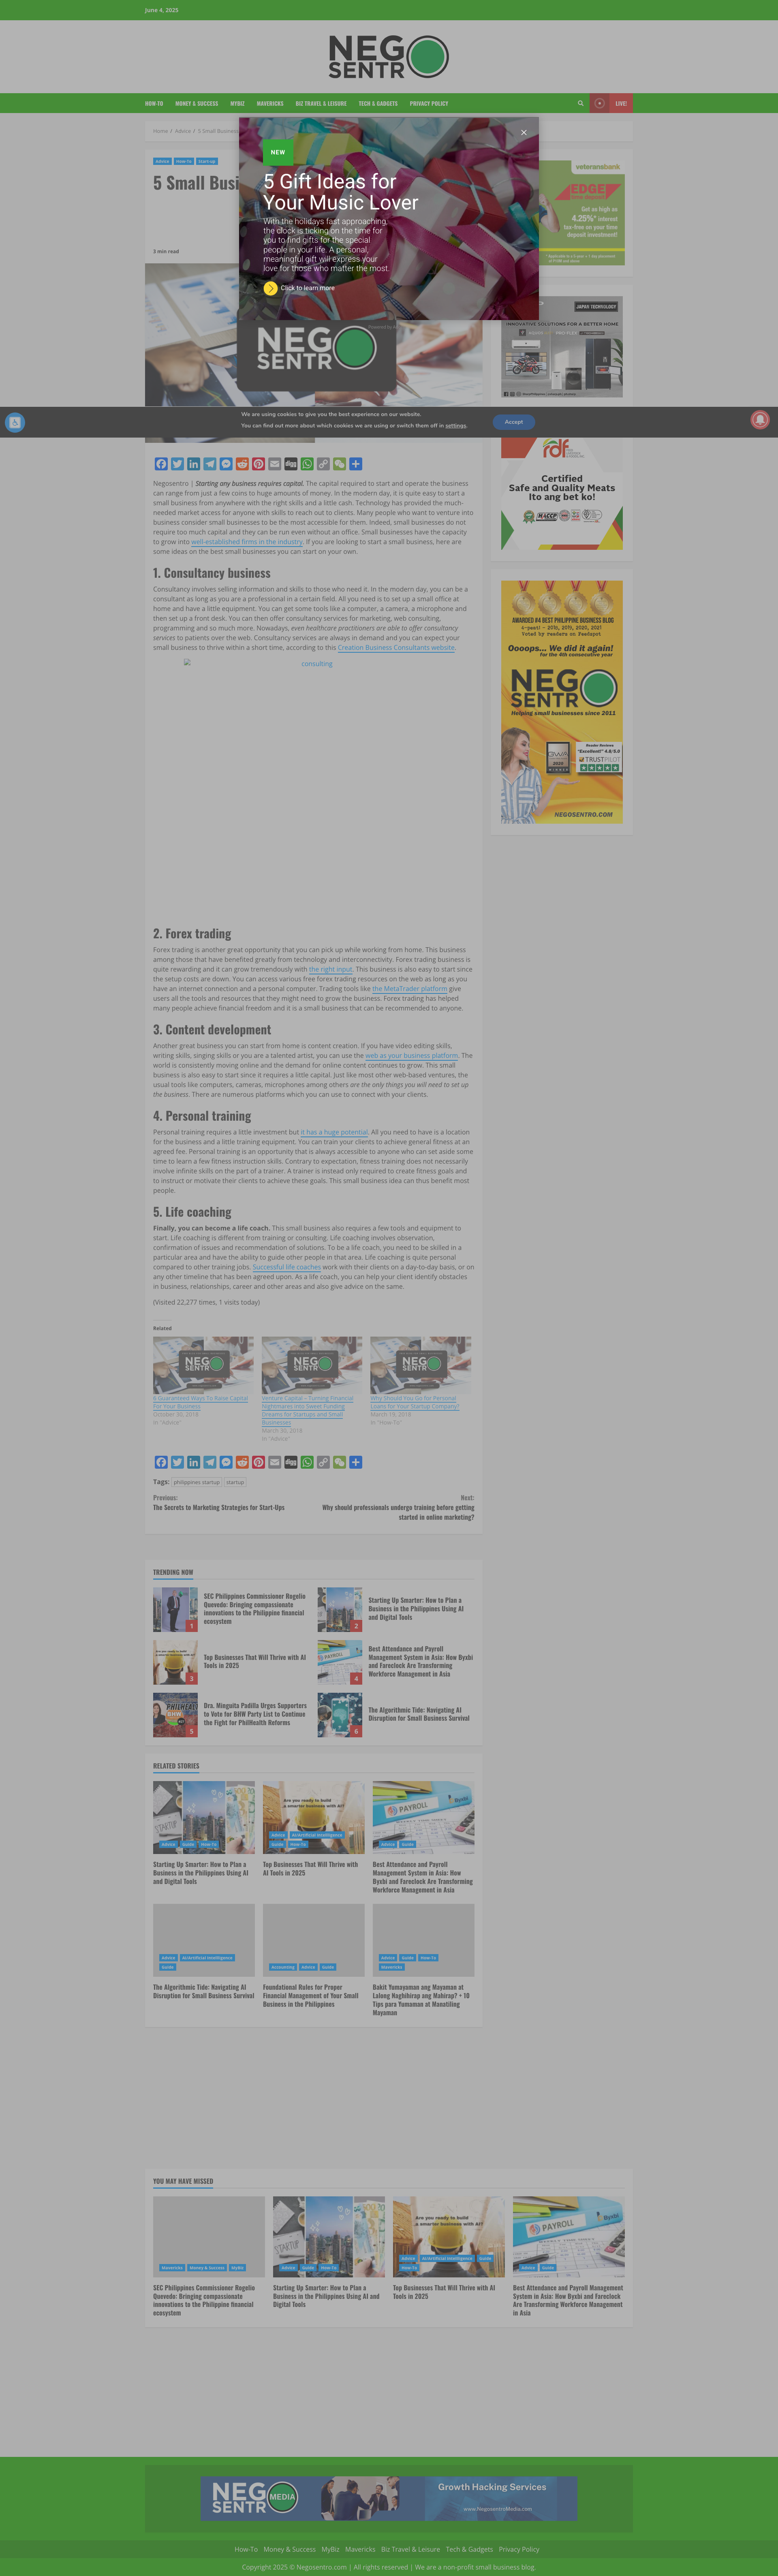 June 4, 2025
NEGO
SENTR
HOW-TO MONEY & SUCCESS MYBIZ MAVERICKS BIZ TRAVEL & LEISURE TECH & GADGETS PRIVACY POLICY LIVE!
Home / Advice / 5 Small Business
Advice How-To Start-up
5 Small Busi
3 min read
NEW
5 Gift Ideas for
Your Music Lover
With the holidays fast approaching,
the clock is ticking on the time for
you to find gifts for the special
people in your life. A personal,
meaningful gift will express your
love for those who matter the most.
Click to learn more
Powered by
NEGO
SENTR
EDGE
Get as high as
4.25%* interest
tax-free on your time
deposit investment!
JAPAN TECHNOLOGY
INNOVATIVE SOLUTIONS FOR A BETTER HOME
We are using cookies to give you the best experience on our website.
You can find out more about which cookies we are using or switch them off in settings.
Accept
rdf
Certified
Safe and Quality Meats
Ito ang bet ko!
HACCP
AWARDED #4 BEST PHILIPPINE BUSINESS BLOG
4-peat! - 2019, 2020, 2021
Voted by Readers on Feedspot
Oooops... We did it again!
for the 4th consecutive year
NEGO
SENTR
Helping small businesses since 2011
Reader Reviews
"Excellent!" 4.8/5.0
TRUSTPILOT
NEGOSENTRO.COM
Negosentro | Starting any business requires capital. The capital required to start and operate the business
can range from just a few coins to huge amounts of money. In the modern day, it is quite easy to start a
small business from anywhere with the right skills and a little cash. Technology has provided the much-
needed market access for anyone with skills to reach out to clients. Many people who want to venture into
business consider small businesses to be the most accessible for them. Indeed, small businesses do not
require too much capital and they can be run even without an office. Small businesses have the capacity
to grow into well-established firms in the industry. If you are looking to start a small business, here are
some ideas on the best small businesses you can start on your own.
1. Consultancy business
Consultancy involves selling information and skills to those who need it. In the modern day, you can be a
consultant as long as you are a professional in a certain field. All you need is to set up a small office at
home and have a little equipment. You can get some tools like a computer, a camera, a microphone and
then set up a front desk. You can then offer consultancy services for marketing, web consulting,
programming and so much more. Nowadays, even healthcare practitioners are able to offer consultancy
services to patients over the web. Consultancy services are always in demand and you can expect your
small business to thrive within a short time, according to this Creation Business Consultants website.
consulting
2. Forex trading
Forex trading is another great opportunity that you can pick up while working from home. This business
among those that have benefited greatly from technology and interconnectivity. Forex trading business is
quite rewarding and it can grow tremendously with the right input. This business is also easy to start since
the setup costs are down. You can access various free forex trading resources on the web as long as you
have an internet connection and a personal computer. Trading tools like the MetaTrader platform give
users all the tools and resources that they might need to grow the business. Forex trading has helped
many people achieve financial freedom and it is a small business that can be recommended to anyone.
3. Content development
Another great business you can start from home is content creation. If you have video editing skills,
writing skills, singing skills or you are a talented artist, you can use the web as your business platform. The
world is consistently moving online and the demand for online content continues to grow. This small
business is also easy to start since it requires a little capital. Just like most other web-based ventures, the
usual tools like computers, cameras, microphones among others are the only things you will need to set up
the business. There are numerous platforms which you can use to connect with your clients.
4. Personal training
Personal training requires a little investment but it has a huge potential. All you need to have is a location
for the business and a little training equipment. You can train your clients to achieve general fitness at an
agreed fee. Personal training is an opportunity that is always accessible to anyone who can set aside some
time to learn a few fitness instruction skills. Contrary to expectation, fitness training does not necessarily
involve infinite skills on the part of a trainer. A trainer is instead only required to create fitness goals and
to instruct or motivate their clients to achieve these goals. This small business idea can thus benefit most
people.
5. Life coaching
Finally, you can become a life coach. This small business also requires a few tools and equipment to
start. Life coaching is different from training or consulting. Life coaching involves observation,
confirmation of issues and recommendation of solutions. To be a life coach, you need to be skilled in a
particular area and have the ability to guide other people in that area. Life coaching is quite personal
compared to other training jobs. Successful life coaches work with their clients on a day-to-day basis, or on
any other timeline that has been agreed upon. As a life coach, you can help your client identify obstacles
in business, relationships, career and other areas and also give advice on the same.
(Visited 22,277 times, 1 visits today)
Related
6 Guaranteed Ways To Raise Capital
For Your Business
October 30, 2018
In "Advice"
Venture Capital – Turning Financial
Nightmares Into Sweet Funding
Dreams for Startups and Small
Businesses
March 30, 2018
In "Advice"
Why Should You Go for Personal
Loans for Your Startup Company?
March 19, 2018
In "How-To"
Tags: philippines startup startup
Previous:
The Secrets to Marketing Strategies for Start-Ups
Next:
Why should professionals undergo training before getting
started in online marketing?
TRENDING NOW
1
SEC Philippines Commissioner Rogelio
Quevedo: Bringing compassionate
innovations to the Philippine financial
ecosystem
2
Starting Up Smarter: How to Plan a
Business in the Philippines Using AI
and Digital Tools
3
Top Businesses That Will Thrive with AI
Tools in 2025
4
Best Attendance and Payroll
Management System in Asia: How Byxbi
and Fareclock Are Transforming
Workforce Management in Asia
5
Dra. Minguita Padilla Urges Supporters
to Vote for BHW Party List to Continue
the Fight for PhilHealth Reforms
6
The Algorithmic Tide: Navigating AI
Disruption for Small Business Survival
RELATED STORIES
Advice Guide How-To
Starting Up Smarter: How to Plan a
Business in the Philippines Using AI
and Digital Tools
Are you ready to build
a smarter business with AI?
Advice AI/Artificial Intelligence
Guide How-To
Top Businesses That Will Thrive with
AI Tools in 2025
PAYROLL
Byxbi
Advice Guide
Best Attendance and Payroll
Management System in Asia: How
Byxbi and Fareclock Are Transforming
Workforce Management in Asia
Advice AI/Artificial Intelligence
Guide
The Algorithmic Tide: Navigating AI
Disruption for Small Business Survival
Accounting Advice Guide
Foundational Rules for Proper
Financial Management of Your Small
Business in the Philippines
Advice Guide How-To
Mavericks
Bakit Yumayaman ang Mayaman at
Lalong Naghihirap ang Mahirap? + 10
Tips para Yumaman at Manatiling
Mayaman
YOU MAY HAVE MISSED
Mavericks Money & Success MyBiz
SEC Philippines Commissioner Rogelio
Quevedo: Bringing compassionate
innovations to the Philippine financial
ecosystem
Advice Guide How-To
Starting Up Smarter: How to Plan a
Business in the Philippines Using AI and
Digital Tools
Are you ready to build
a smarter business with AI?
Advice AI/Artificial Intelligence Guide
How-To
Top Businesses That Will Thrive with AI
Tools in 2025
PAYROLL
Byxbi
Advice Guide
Best Attendance and Payroll Management
System in Asia: How Byxbi and Fareclock
Are Transforming Workforce Management
in Asia
NEGO
SENTR MEDIA
Growth Hacking Services
www.NegosentroMedia.com
How-To Money & Success MyBiz Mavericks Biz Travel & Leisure Tech & Gadgets Privacy Policy
Copyright 2025 © Negosentro.com | All rights reserved | We are a non-profit small business blog.